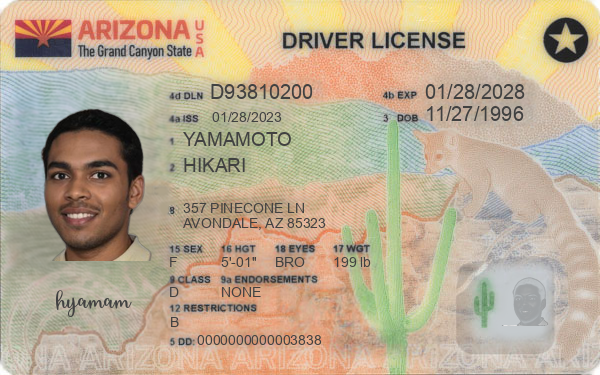 ARIZONA USA
The Grand Canyon State
DRIVER LICENSE
4d DLN D93810200
4b EXP 01/28/2028
4a ISS 01/28/2023
3 DOB 11/27/1996
1 YAMAMOTO
2 HIKARI
8 357 PINECONE LN
AVONDALE, AZ 85323
15 SEX 16 HGT 18 EYES 17 WGT
F 5'-01" BRO 199 lb
9 CLASS 9a ENDORSEMENTS
D NONE
12 RESTRICTIONS
B
hyamam
5 DD: 0000000000003838
ONA ARIZONA ARIZONA ARIZONA ARIZONA ARIZ